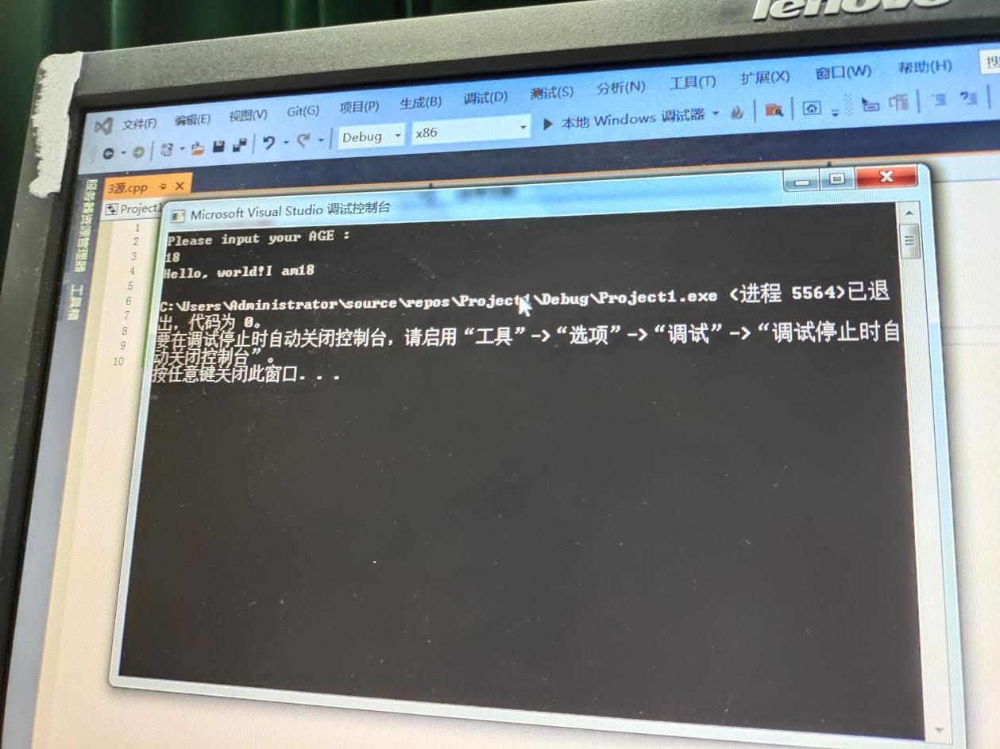 lenovo
文件(F) 编辑(E) 视图(V) Git(G) 项目(P) 生成(B) 调试(D) 测试(S) 分析(N) 工具(T) 扩展(X) 窗口(W) 帮助(H)
Debug x86 本地 Windows 调试器
3源.cpp
Project1
服务器资源管理器 工具箱
Microsoft Visual Studio 调试控制台
1
2
3
4
5
6
7
8
9
10
Please input your AGE :
18
Hello, world!I am18
C:\Users\Administrator\source\repos\Project1\Debug\Project1.exe (进程 5564)已退
出，代码为 0。
要在调试停止时自动关闭控制台，请启用“工具”->“选项”->“调试”->“调试停止时自
动关闭控制台”。
按任意键关闭此窗口. . .